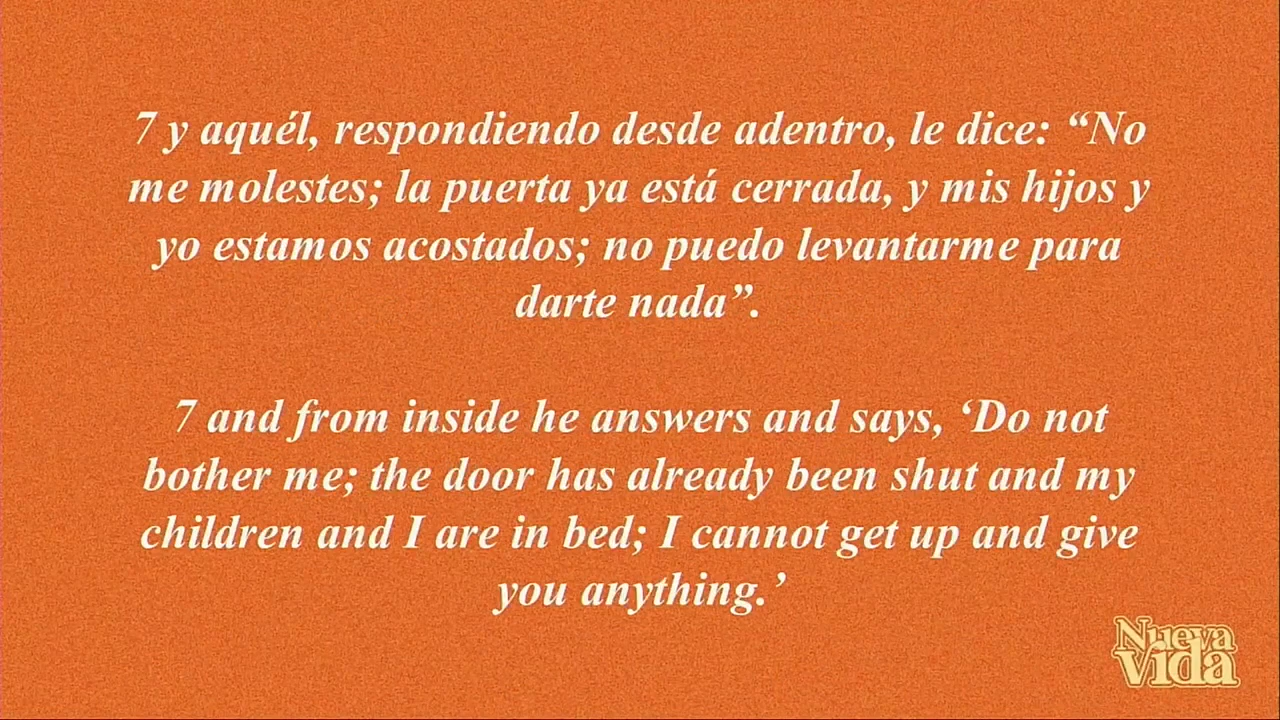 7 y aquél, respondiendo desde adentro, le dice: “No
me molestes; la puerta ya está cerrada, y mis hijos y
yo estamos acostados; no puedo levantarme para
darte nada”.
7 and from inside he answers and says, ‘Do not
bother me; the door has already been shut and my
children and I are in bed; I cannot get up and give
you anything.’
Nueva
Vida